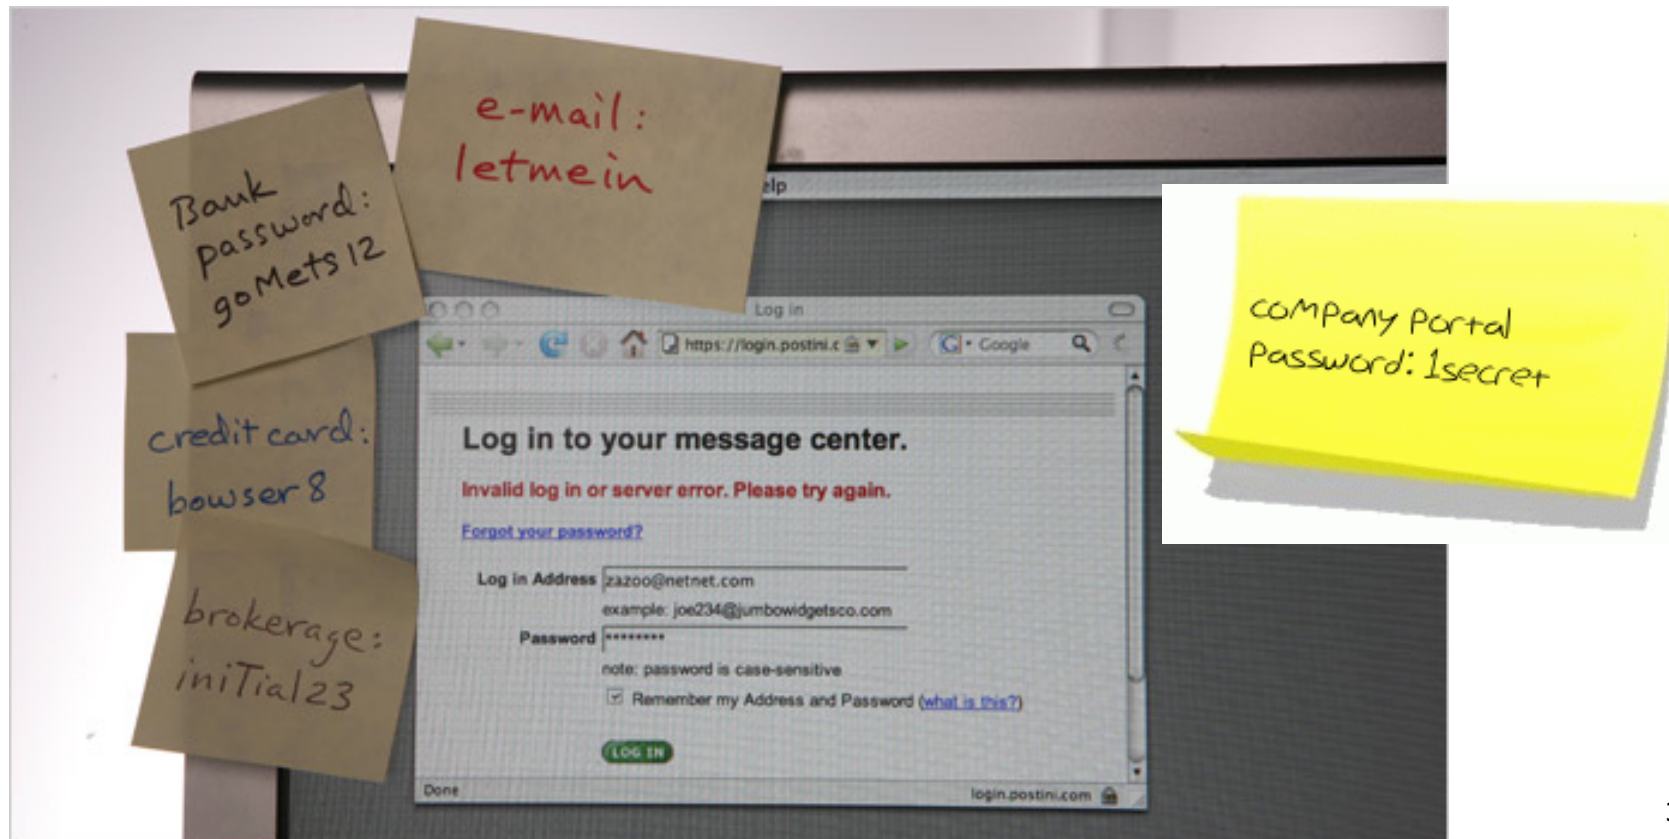 e-mail:
letmein
Bank
password:
goMets12
credit card:
bowser8
brokerage:
iniTial23
company portal
Password: 1secret
elp
Log in
https://login.postini.c
G Google
Log in to your message center.
Invalid log in or server error. Please try again.
Forgot your password?
Log in Address zazoo@netnet.com
example: joe234@jumbowidgetsco.com
Password ********
note: password is case-sensitive
Remember my Address and Password (what is this?)
LOG IN
Done
login.postini.com